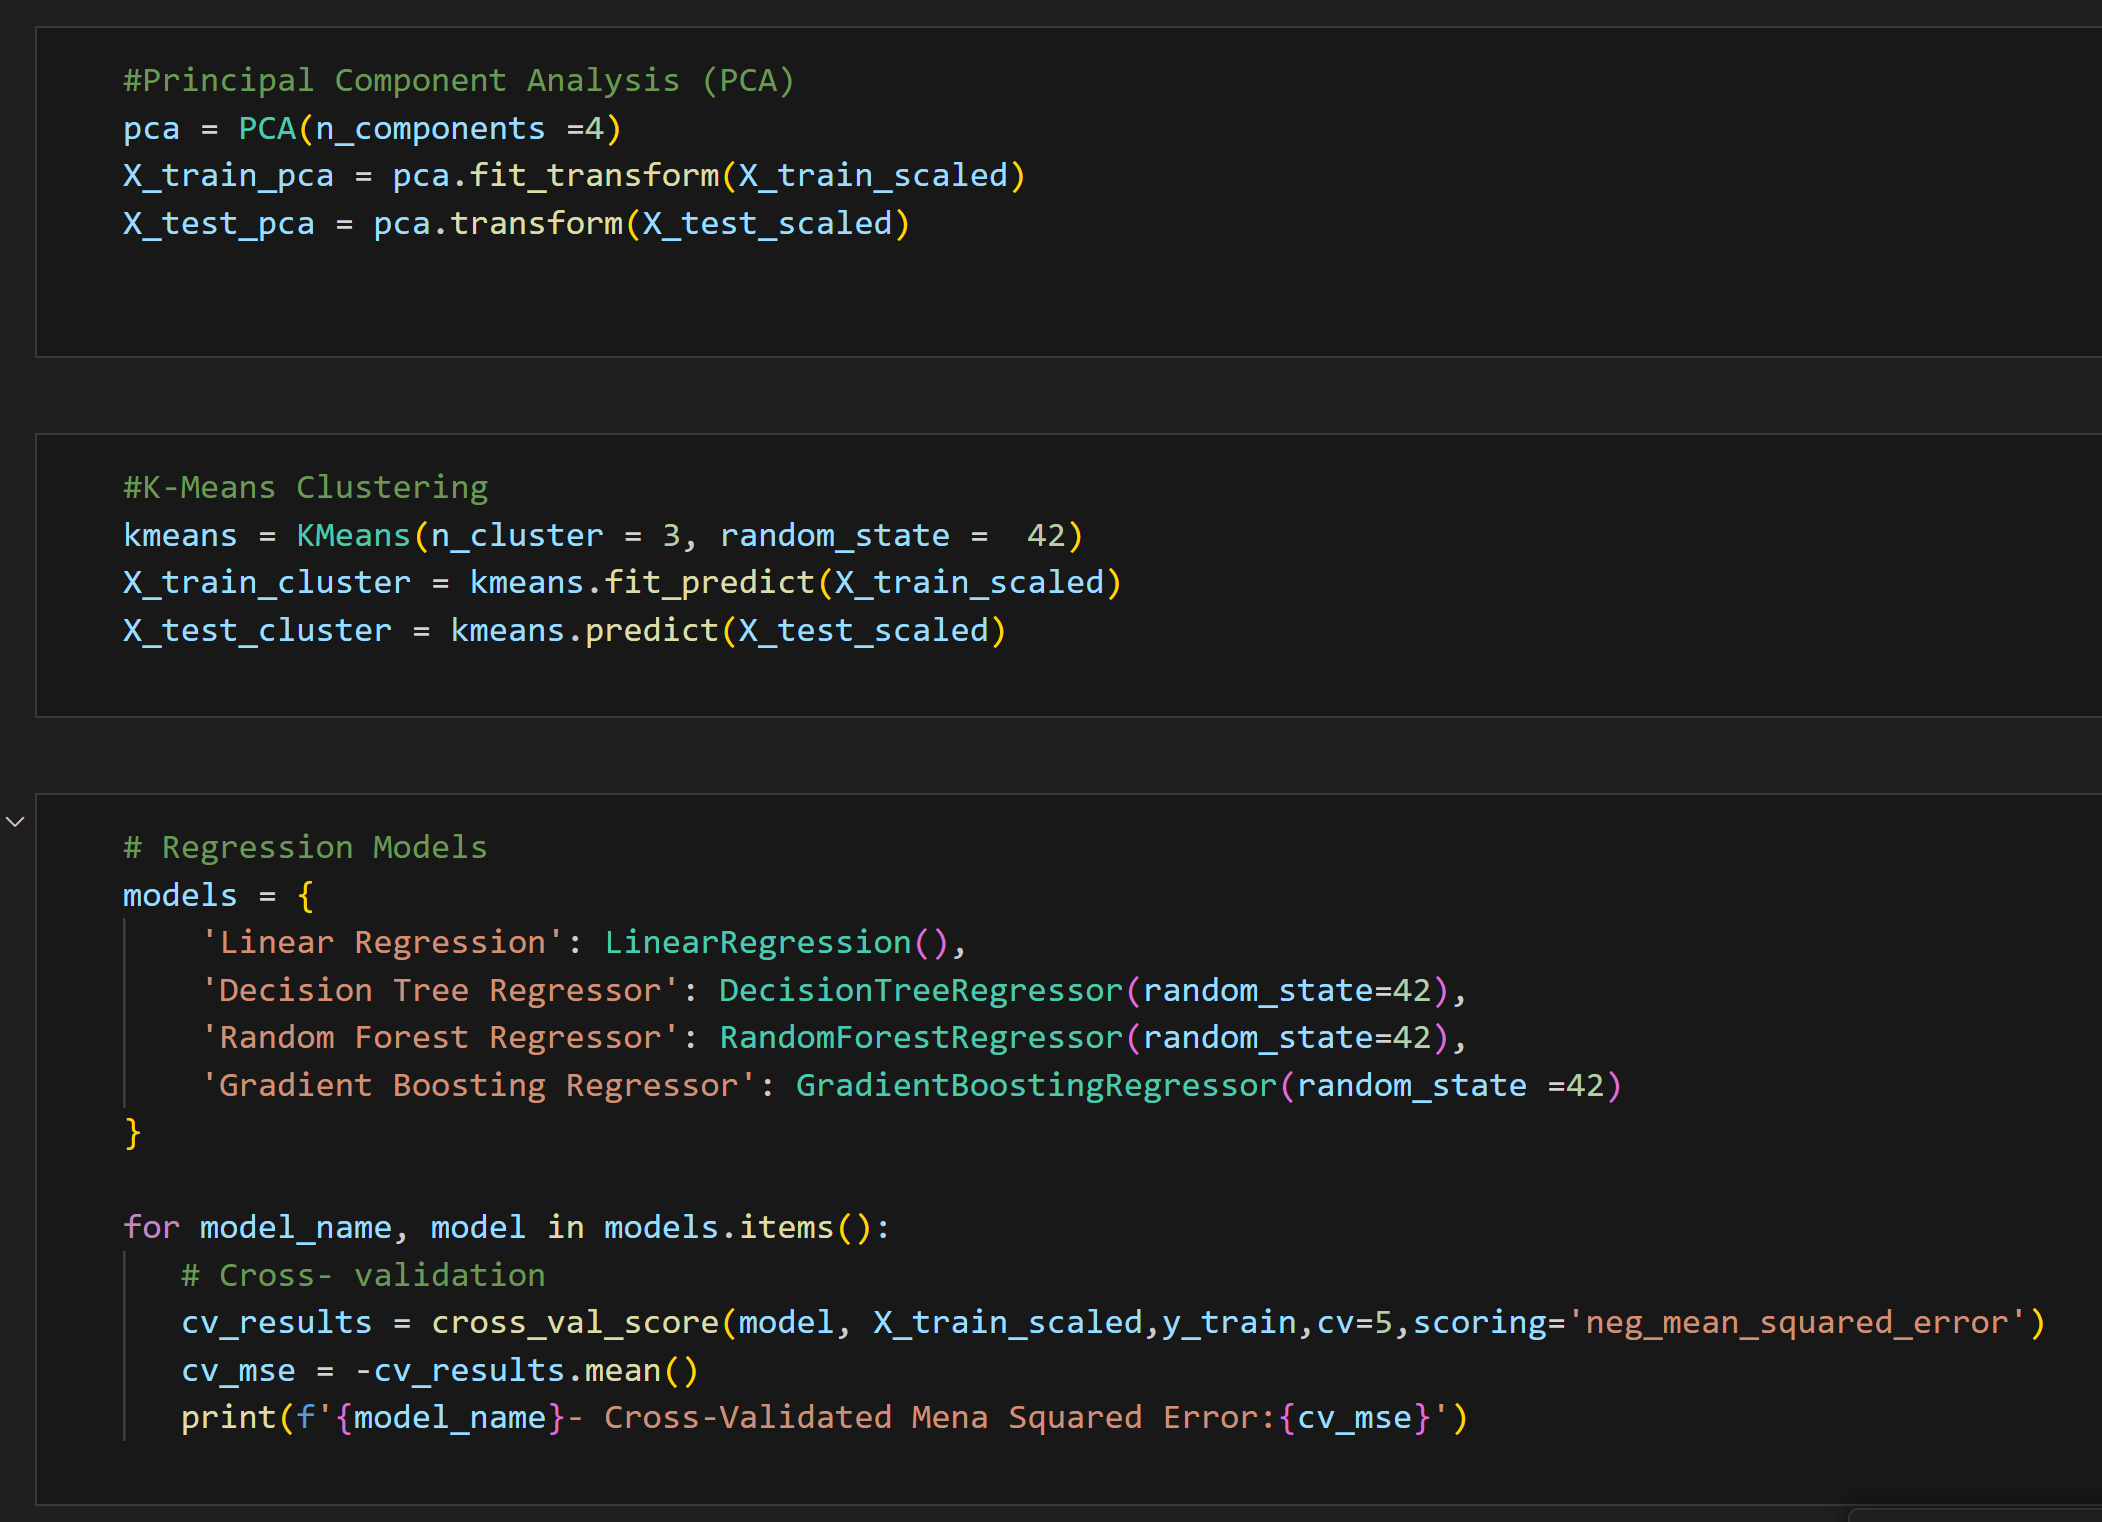 #Principal Component Analysis (PCA)
pca = PCA(n_components =4)
X_train_pca = pca.fit_transform(X_train_scaled)
X_test_pca = pca.transform(X_test_scaled)
#K-Means Clustering
kmeans = KMeans(n_cluster = 3, random_state =  42)
X_train_cluster = kmeans.fit_predict(X_train_scaled)
X_test_cluster = kmeans.predict(X_test_scaled)
# Regression Models
models = {
    'Linear Regression': LinearRegression(),
    'Decision Tree Regressor': DecisionTreeRegressor(random_state=42),
    'Random Forest Regressor': RandomForestRegressor(random_state=42),
    'Gradient Boosting Regressor': GradientBoostingRegressor(random_state =42)
}
for model_name, model in models.items():
   # Cross- validation
   cv_results = cross_val_score(model, X_train_scaled,y_train,cv=5,scoring='neg_mean_squared_error')
   cv_mse = -cv_results.mean()
   print(f'{model_name}- Cross-Validated Mena Squared Error:{cv_mse}')